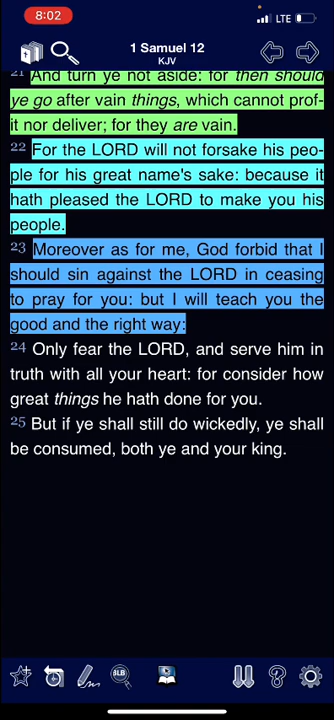 8:02
LTE
1 Samuel 12
KJV
21 And turn ye not aside: for then should
ye go after vain things, which cannot prof-
it nor deliver; for they are vain.
22 For the LORD will not forsake his peo-
ple for his great name's sake: because it
hath pleased the LORD to make you his
people.
23 Moreover as for me, God forbid that I
should sin against the LORD in ceasing
to pray for you: but I will teach you the
good and the right way:
24 Only fear the LORD, and serve him in
truth with all your heart: for consider how
great things he hath done for you.
25 But if ye shall still do wickedly, ye shall
be consumed, both ye and your king.
ALB